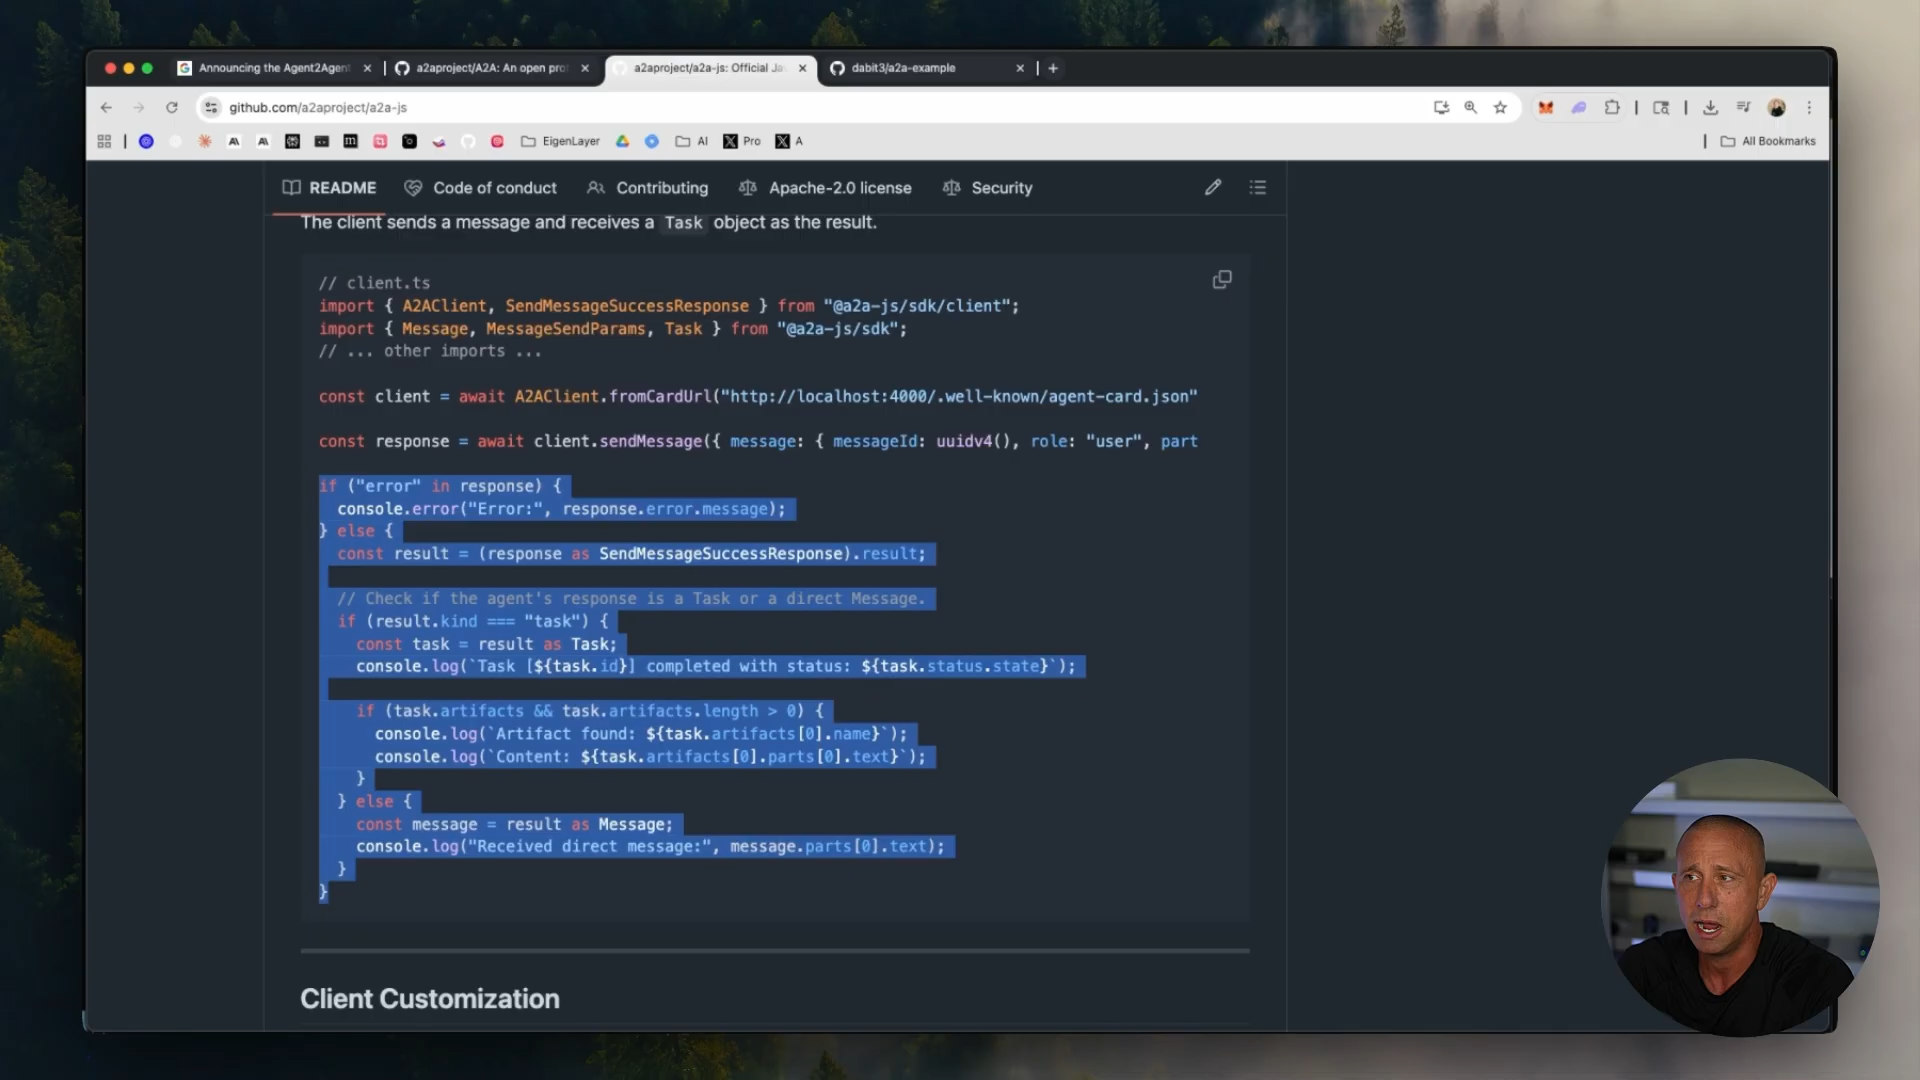 Announcing the Agent2Agent
a2aproject/A2A: An open pro
a2aproject/a2a-js: Official Ja
dabit3/a2a-example
github.com/a2aproject/a2a-js
EigenLayer
AI
Pro
A
All Bookmarks
README
Code of conduct
Contributing
Apache-2.0 license
Security
The client sends a message and receives a Task object as the result.
// client.ts
import { A2AClient, SendMessageSuccessResponse } from "@a2a-js/sdk/client";
import { Message, MessageSendParams, Task } from "@a2a-js/sdk";
// ... other imports ...
const client = await A2AClient.fromCardUrl("http://localhost:4000/.well-known/agent-card.json"
const response = await client.sendMessage({ message: { messageId: uuidv4(), role: "user", part
if ("error" in response) {
console.error("Error:", response.error.message);
} else {
const result = (response as SendMessageSuccessResponse).result;
// Check if the agent's response is a Task or a direct Message.
if (result.kind === "task") {
const task = result as Task;
console.log(`Task [${task.id}] completed with status: ${task.status.state}`);
if (task.artifacts && task.artifacts.length > 0) {
console.log(`Artifact found: ${task.artifacts[0].name}`);
console.log(`Content: ${task.artifacts[0].parts[0].text}`);
}
} else {
const message = result as Message;
console.log("Received direct message:", message.parts[0].text);
}
}
Client Customization